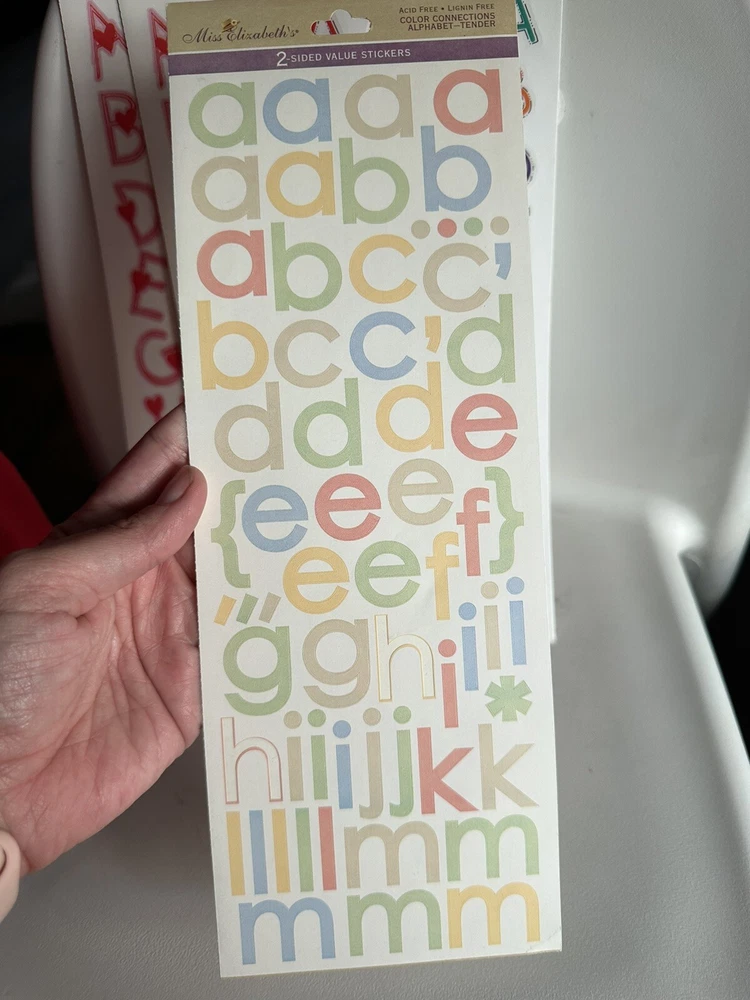 Miss Elizabeth's®
ACID FREE • LIGNIN FREE
COLOR CONNECTIONS
ALPHABET–TENDER
2-SIDED VALUE STICKERS
a a a a
a a b b
a b c c ,
b c c , d
d d d e
{ e e e f }
e e f
g g h i i i i
h i i i j j k k *
l l l l l m m
m m m